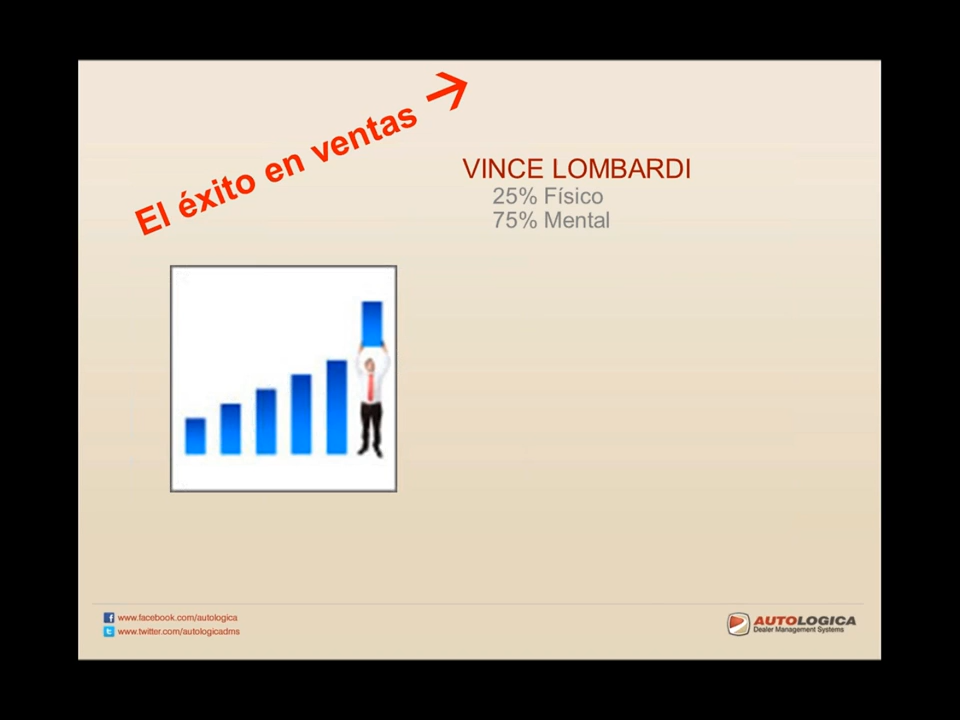 El éxito en ventas →
VINCE LOMBARDI
25% Físico
75% Mental
www.facebook.com/autologica
www.twitter.com/autologicadms
AUTOLOGICA
Dealer Management Systems